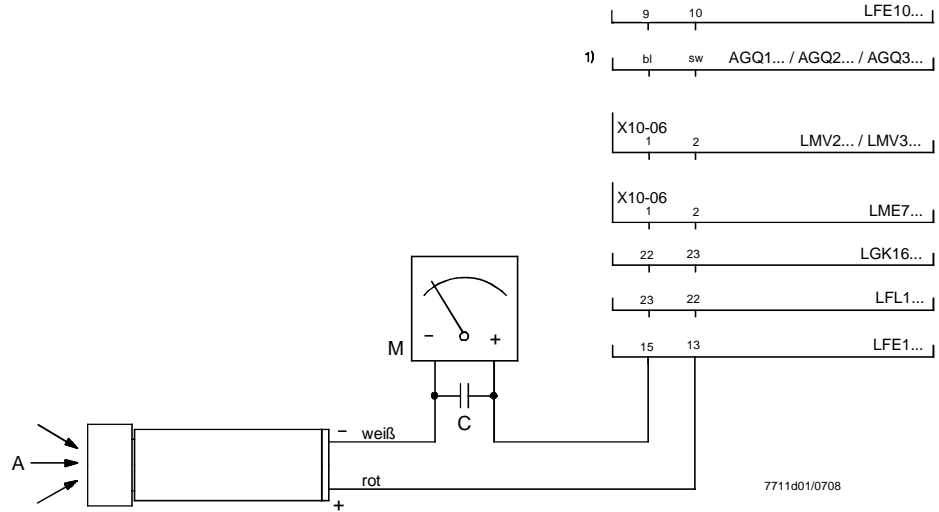 9 10 LFE10...
1) bl sw AGQ1... / AGQ2... / AGQ3...
X10-06
1 2 LMV2... / LMV3...
X10-06
1 2 LME7...
22 23 LGK16...
23 22 LFL1...
15 13 LFE1...
M
− +
C
− weiß
A
rot
+
7711d01/0708